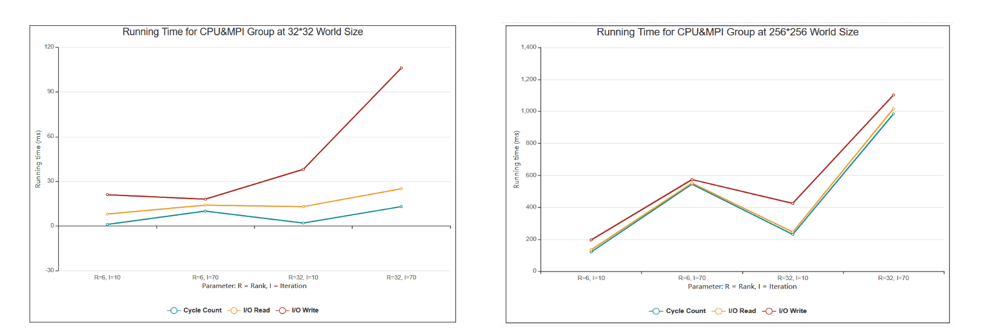 Running Time for CPU&MPI Group at 32*32 World Size
120
90
60
30
0
-30
Running time (ms)
R=6, I=10
R=6, I=70
R=32, I=10
R=32, I=70
Parameter: R = Rank, I = Iteration
Cycle Count
I/O Read
I/O Write
Running Time for CPU&MPI Group at 256*256 World Size
1,400
1,200
1,000
800
600
400
200
0
Running time (ms)
R=6, I=10
R=6, I=70
R=32, I=10
R=32, I=70
Parameter: R = Rank, I = Iteration
Cycle Count
I/O Read
I/O Write